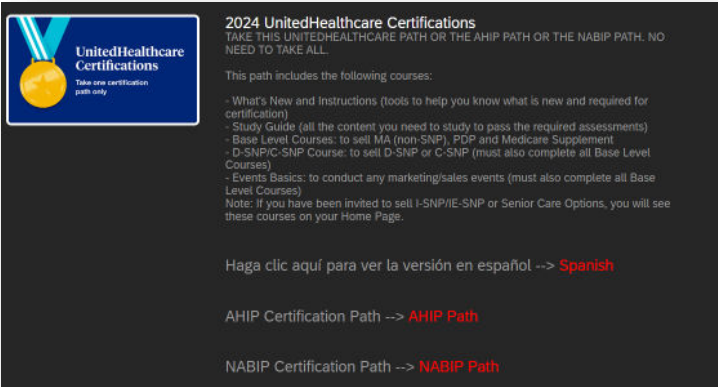 UnitedHealthcare
Certifications
Take one certification
path only
2024 UnitedHealthcare Certifications
TAKE THIS UNITEDHEALTHCARE PATH OR THE AHIP PATH OR THE NABIP PATH. NO
NEED TO TAKE ALL.
This path includes the following courses:
- What's New and Instructions (tools to help you know what is new and required for
certification)
- Study Guide (all the content you need to study to pass the required assessments)
- Base Level Courses: to sell MA (non-SNP), PDP and Medicare Supplement
- D-SNP/C-SNP Course: to sell D-SNP or C-SNP (must also complete all Base Level
Courses)
- Events Basics: to conduct any marketing/sales events (must also complete all Base
Level Courses)
Note: If you have been invited to sell I-SNP/IE-SNP or Senior Care Options, you will see
these courses on your Home Page.
Haga clic aquí para ver la versión en español --> Spanish
AHIP Certification Path --> AHIP Path
NABIP Certification Path --> NABIP Path